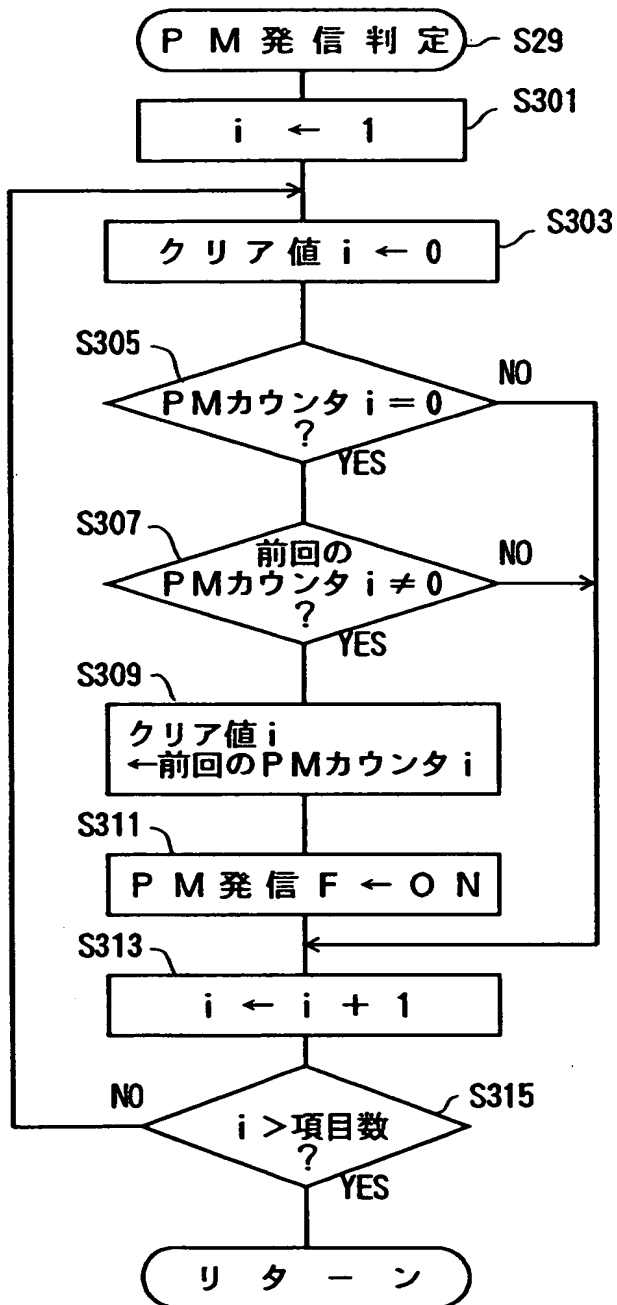 PM発信判定
S29
S301
i ← 1
S303
クリア値 i ← 0
S305
PMカウンタ i = 0
?
NO
YES
S307
前回の
PMカウンタ i ≠ 0
?
NO
YES
S309
クリア値 i
←前回のPMカウンタ i
S311
PM発信F←ON
S313
i ← i + 1
NO
S315
i >項目数
?
YES
リターン